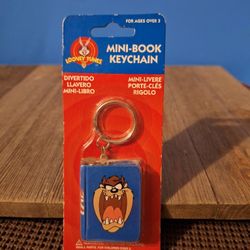 FOR AGES OVER 3
LOONEY TUNES
MINI-BOOK
KEYCHAIN
DIVERTIDO
LLAVERO
MINI-LIBRO
MINI-LIVRE
PORTE-CLÉS
RIGOLO